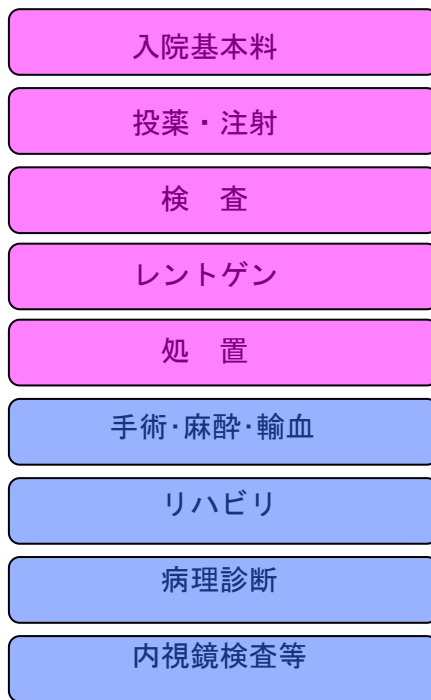 入院基本料
投薬・注射
検　査
レントゲン
処　置
手術・麻酔・輸血
リハビリ
病理診断
内視鏡検査等